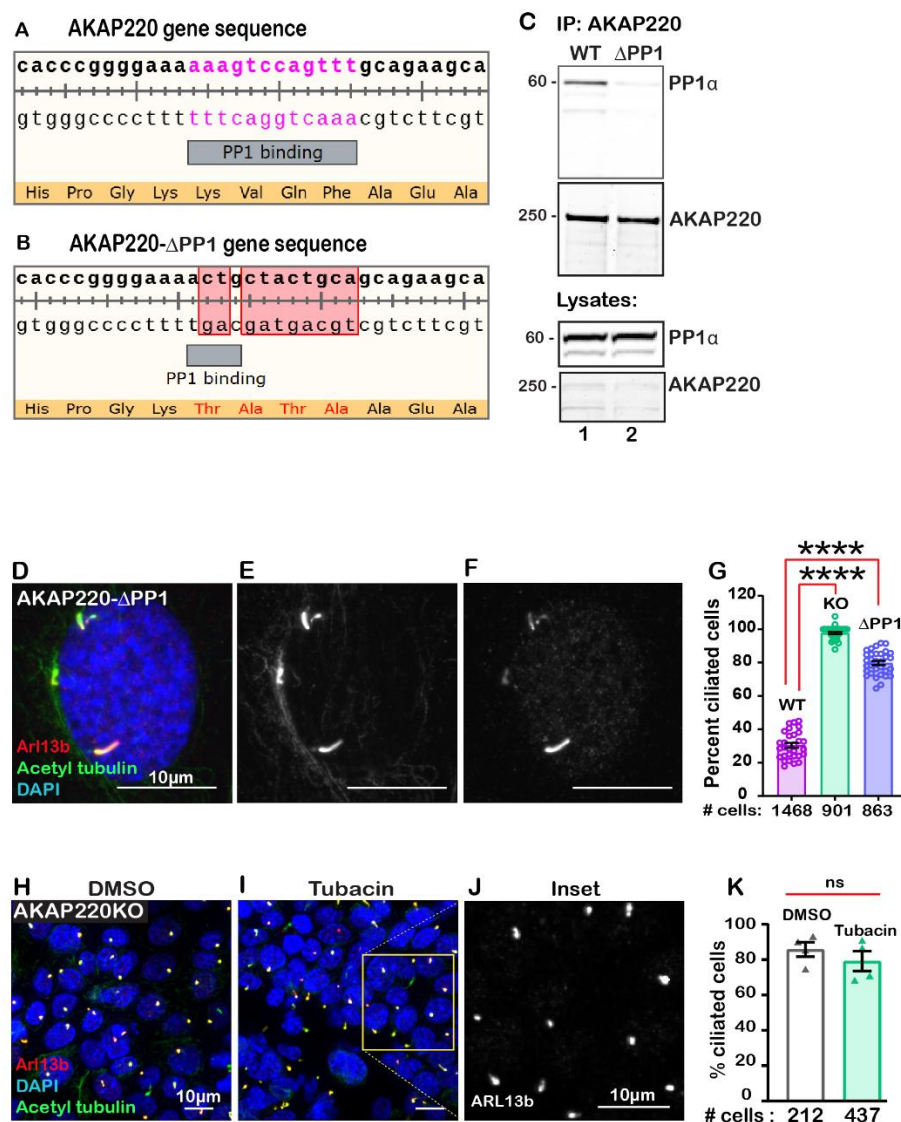 A AKAP220 gene sequence
cacccggggaaaaaagtccagtttgcagaagca
gtgggccccttttttcaggtcaaacgtcttcgt
PP1 binding
His Pro Gly Lys Lys Val Gln Phe Ala Glu Ala
B AKAP220-ΔPP1 gene sequence
cacccggggaaaactgctactgcagcagaagca
gtgggccccttttgacgatgacgtcgtcttcgt
PP1 binding
His Pro Gly Lys Thr Ala Thr Ala Ala Glu Ala
C IP: AKAP220
WT ΔPP1
60 - PP1α
250 - AKAP220
Lysates:
60 - PP1α
250 - AKAP220
1 2
D E F
AKAP220-ΔPP1
Arl13b
Acetyl tubulin
DAPI
10μm
G
****
****
KO
ΔPP1
WT
Percent ciliated cells
120
100
80
60
40
20
0
# cells: 1468 901 863
H DMSO
AKAP220KO
Arl13b
DAPI
Acetyl tubulin
10μm
I Tubacin
J Inset
ARL13b
10μm
K
ns
DMSO
Tubacin
% ciliated cells
100
80
60
40
20
0
# cells : 212 437